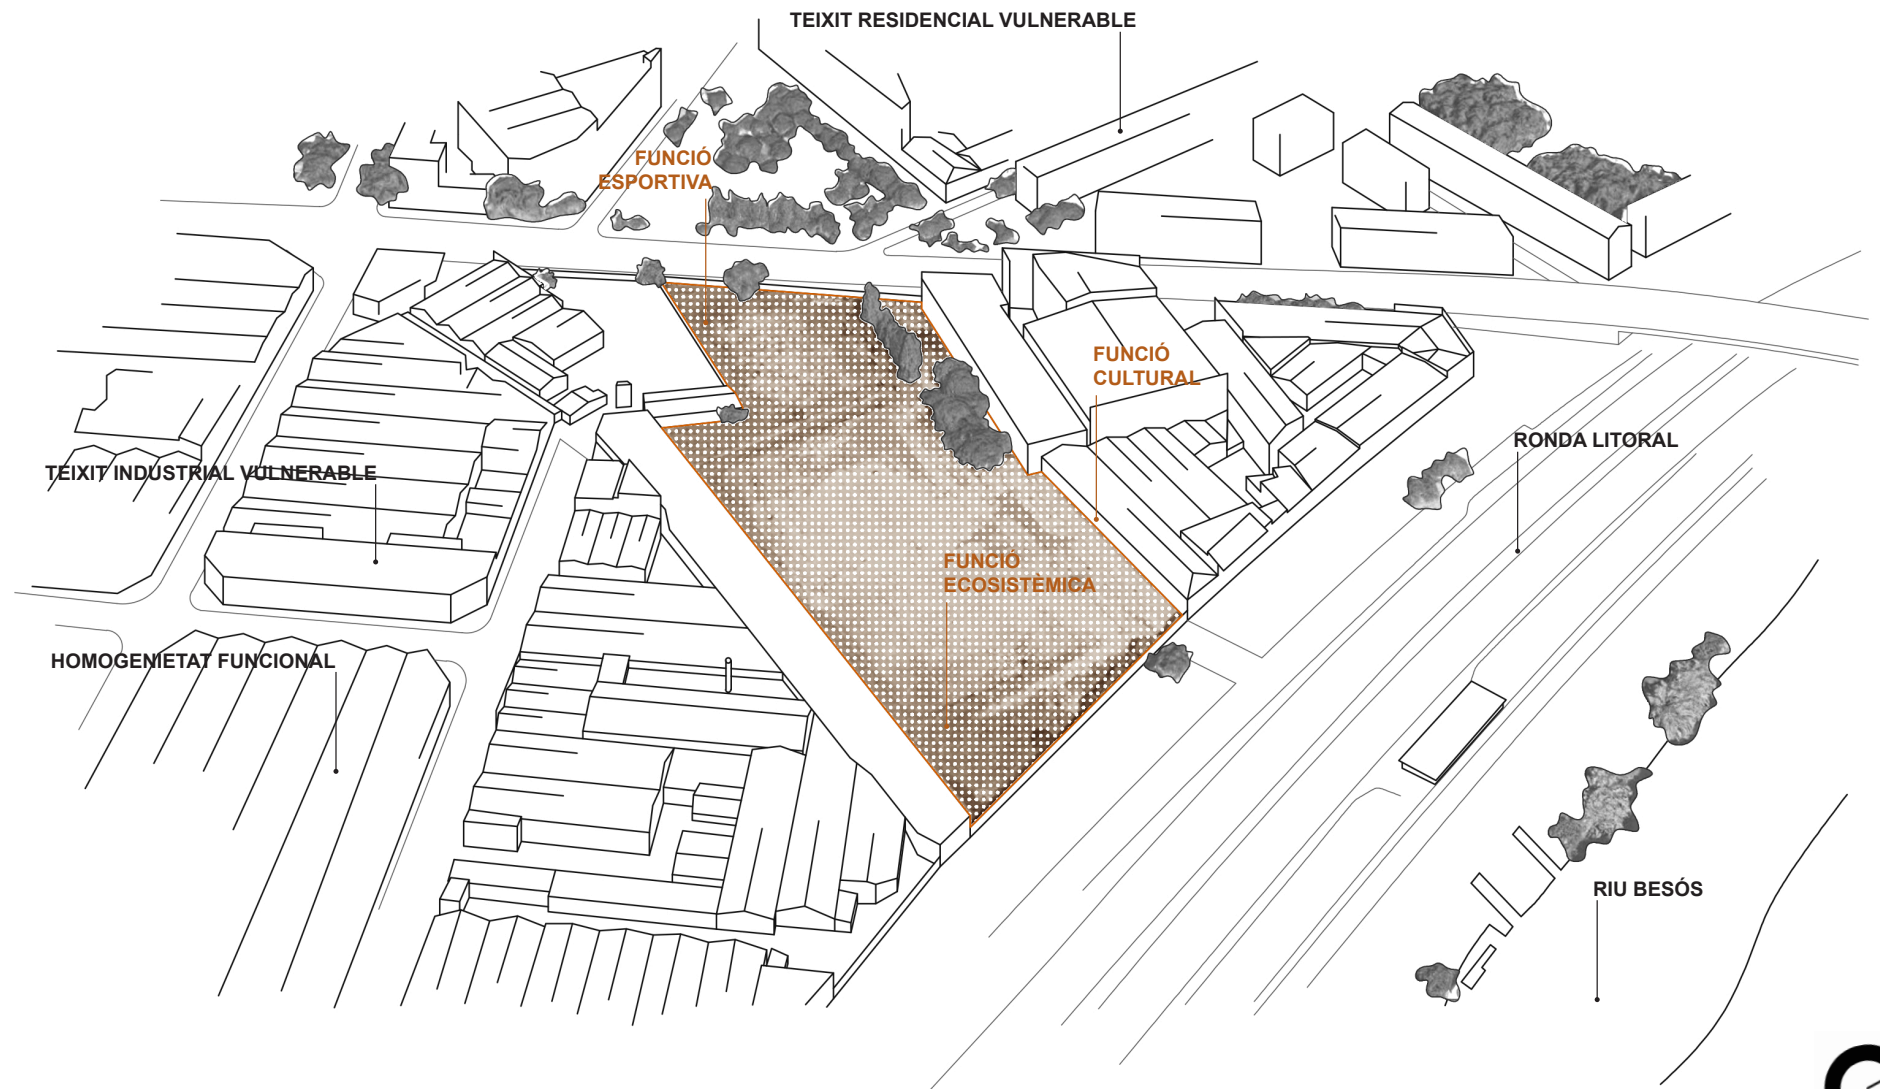 TEIXIT RESIDENCIAL VULNERABLE
FUNCIÓ
ESPORTIVA
FUNCIÓ
CULTURAL
RONDA LITORAL
TEIXIT INDUSTRIAL VULNERABLE
FUNCIÓ
ECOSISTÈMICA
HOMOGENIETAT FUNCIONAL
RIU BESÓS